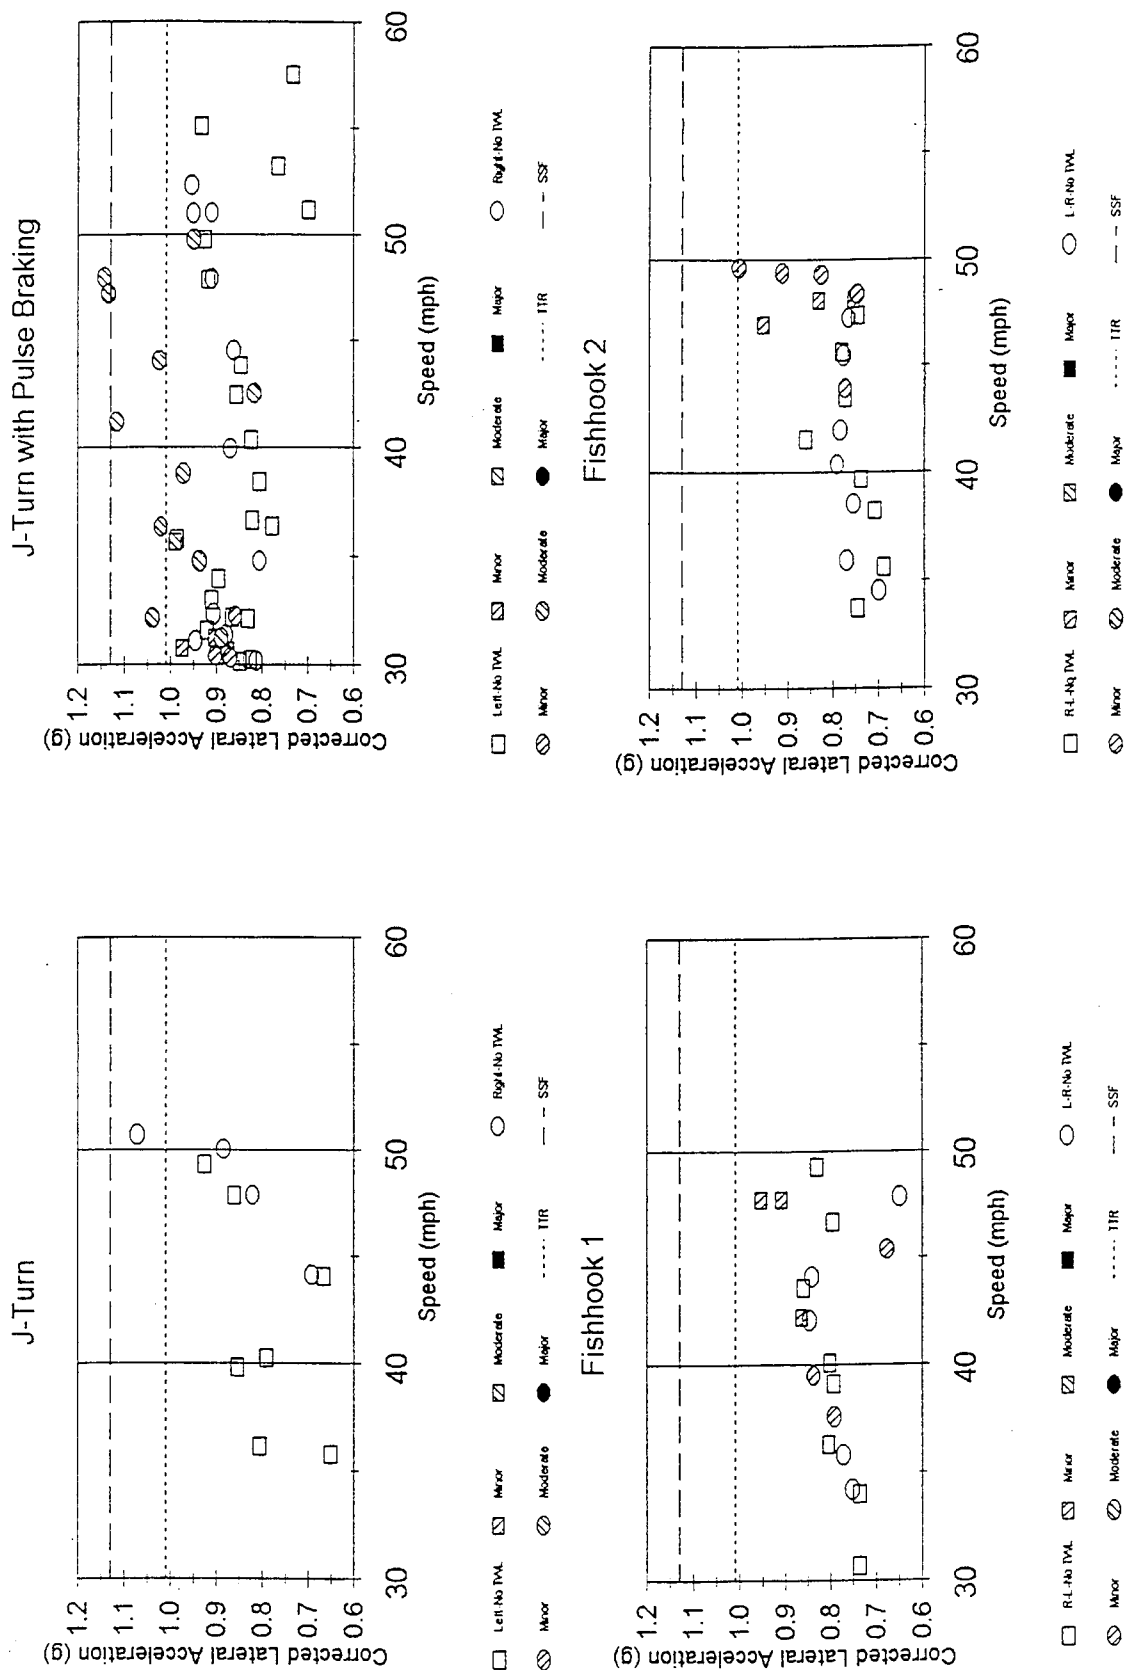 J-Turn
Corrected Lateral Acceleration (g)
1.2
1.1
1.0
0.9
0.8
0.7
0.6
30 40 50 60
Speed (mph)
Left-No TWL Minor Moderate Major Right-No TWL
Minor Moderate Major TTR SSF
J-Turn with Pulse Braking
Corrected Lateral Acceleration (g)
1.2
1.1
1.0
0.9
0.8
0.7
0.6
30 40 50 60
Speed (mph)
Left-No TWL Minor Moderate Major Right-No TWL
Minor Moderate Major TTR SSF
Fishhook 1
Corrected Lateral Acceleration (g)
1.2
1.1
1.0
0.9
0.8
0.7
0.6
30 40 50 60
Speed (mph)
R-L-No TWL Minor Moderate Major L-R-No TWL
Minor Moderate Major TTR SSF
Fishhook 2
Corrected Lateral Acceleration (g)
1.2
1.1
1.0
0.9
0.8
0.7
0.6
30 40 50 60
Speed (mph)
R-L-No TWL Minor Moderate Major L-R-No TWL
Minor Moderate Major TTR SSF